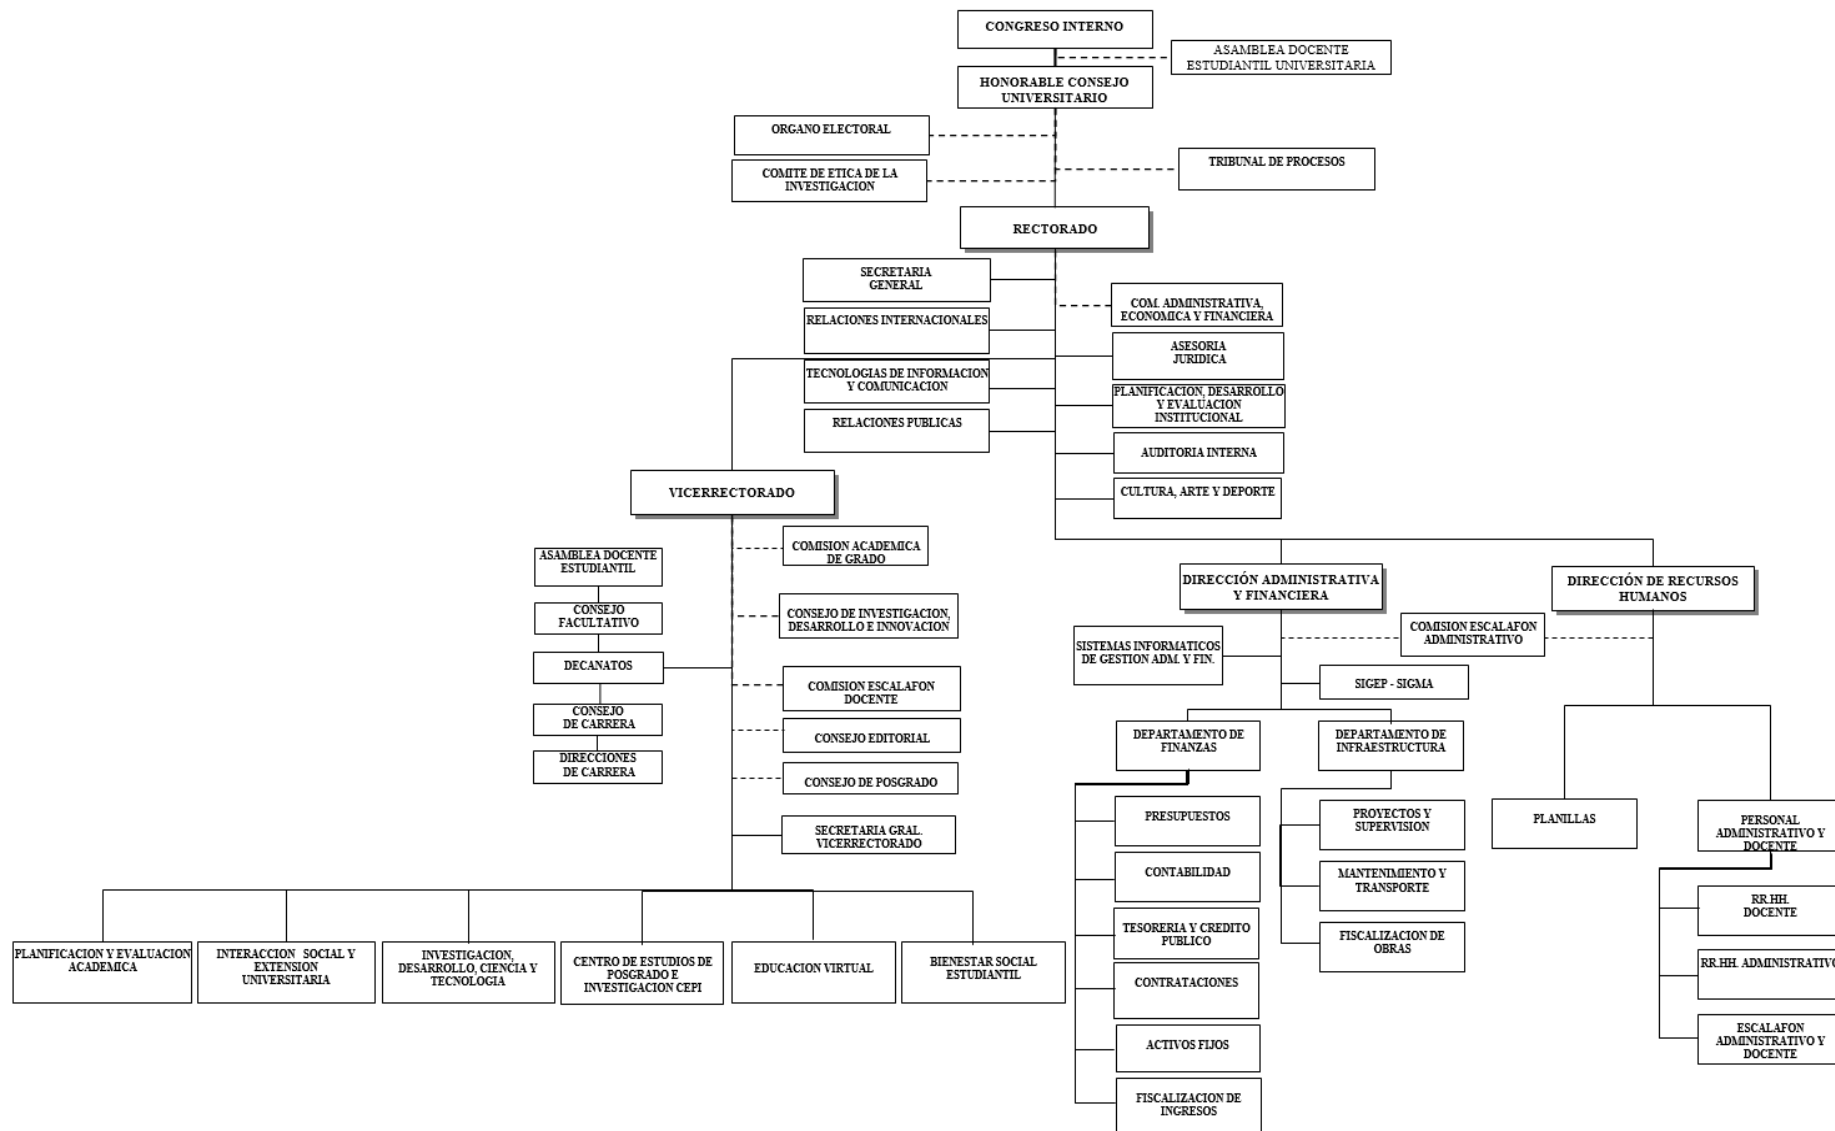 CONGRESO INTERNO
ASAMBLEA DOCENTE
ESTUDIANTIL UNIVERSITARIA
HONORABLE CONSEJO
UNIVERSITARIO
ORGANO ELECTORAL
COMITE DE ETICA DE LA
INVESTIGACION
TRIBUNAL DE PROCESOS
RECTORADO
SECRETARIA
GENERAL
COM. ADMINISTRATIVA,
ECONOMICA Y FINANCIERA
RELACIONES INTERNACIONALES
ASESORIA
JURIDICA
TECNOLOGIAS DE INFORMACION
Y COMUNICACION
PLANIFICACION, DESARROLLO
Y EVALUACION
INSTITUCIONAL
RELACIONES PUBLICAS
AUDITORIA INTERNA
CULTURA, ARTE Y DEPORTE
VICERRECTORADO
COMISION ACADEMICA
DE GRADO
ASAMBLEA DOCENTE
ESTUDIANTIL
CONSEJO
FACULTATIVO
CONSEJO DE INVESTIGACION,
DESARROLLO E INNOVACION
DECANATOS
COMISION ESCALAFON
DOCENTE
CONSEJO
DE CARRERA
CONSEJO EDITORIAL
DIRECCIONES
DE CARRERA
CONSEJO DE POSGRADO
SECRETARIA GRAL.
VICERRECTORADO
PLANIFICACION Y EVALUACION
ACADEMICA
INTERACCION SOCIAL Y
EXTENSION
UNIVERSITARIA
INVESTIGACION,
DESARROLLO, CIENCIA Y
TECNOLOGIA
CENTRO DE ESTUDIOS DE
POSGRADO E
INVESTIGACION CEPI
EDUCACION VIRTUAL
BIENESTAR SOCIAL
ESTUDIANTIL
DIRECCIÓN ADMINISTRATIVA
Y FINANCIERA
DIRECCIÓN DE RECURSOS
HUMANOS
COMISION ESCALAFON
ADMINISTRATIVO
SISTEMAS INFORMATICOS
DE GESTION ADM. Y FIN.
SIGEP - SIGMA
DEPARTAMENTO DE
FINANZAS
DEPARTAMENTO DE
INFRAESTRUCTURA
PRESUPUESTOS
CONTABILIDAD
TESORERIA Y CREDITO
PUBLICO
CONTRATACIONES
ACTIVOS FIJOS
FISCALIZACION DE
INGRESOS
PROYECTOS Y
SUPERVISION
MANTENIMIENTO Y
TRANSPORTE
FISCALIZACION DE
OBRAS
PLANILLAS
PERSONAL
ADMINISTRATIVO Y
DOCENTE
RR.HH.
DOCENTE
RR.HH. ADMINISTRATIVO
ESCALAFON
ADMINISTRATIVO Y
DOCENTE